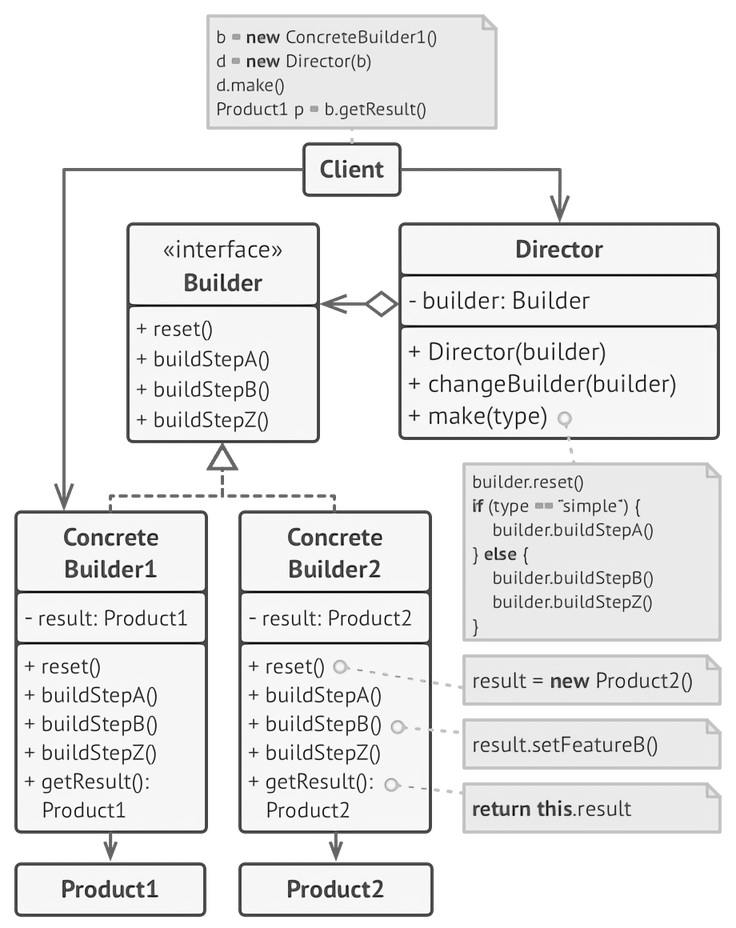 b = new ConcreteBuilder1()
d = new Director(b)
d.make()
Product1 p = b.getResult()
Client
«interface»
Builder
+ reset()
+ buildStepA()
+ buildStepB()
+ buildStepZ()
Director
- builder: Builder
+ Director(builder)
+ changeBuilder(builder)
+ make(type)
builder.reset()
if (type == "simple") {
builder.buildStepA()
} else {
builder.buildStepB()
builder.buildStepZ()
}
Concrete
Builder1
- result: Product1
+ reset()
+ buildStepA()
+ buildStepB()
+ buildStepZ()
+ getResult():
Product1
Concrete
Builder2
- result: Product2
+ reset()
+ buildStepA()
+ buildStepB()
+ buildStepZ()
+ getResult():
Product2
result = new Product2()
result.setFeatureB()
return this.result
Product1
Product2